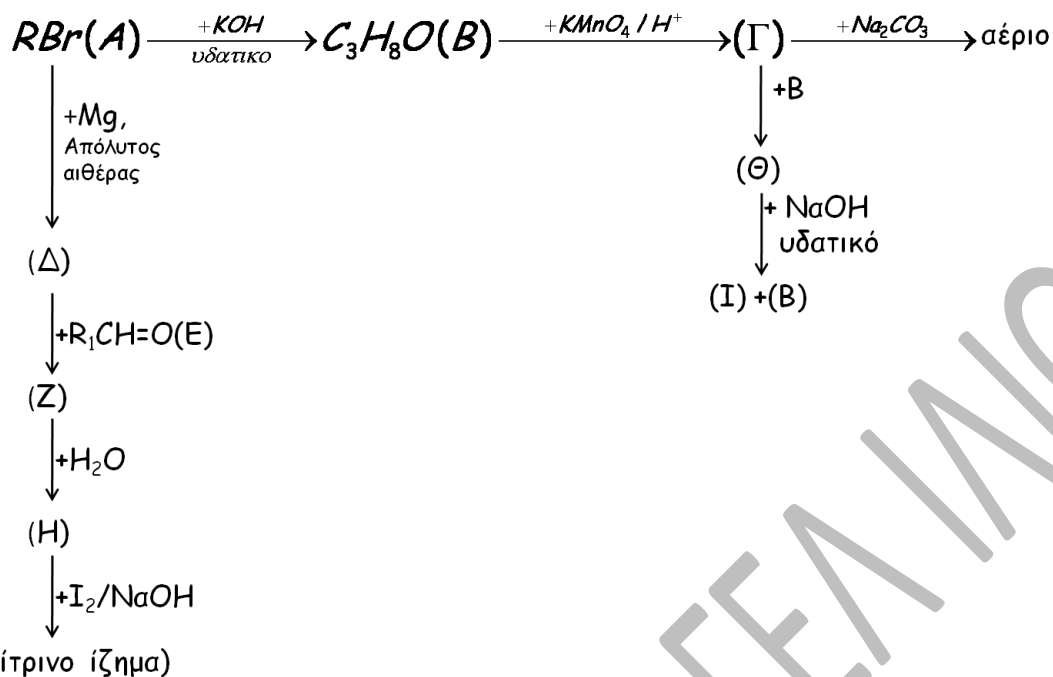 RBr(A) +KOH υδατικο C₃H₈O(B) +KMnO₄ / H⁺ (Γ) +Na₂CO₃ αέριο
+Mg,
Απόλυτος
αιθέρας
+B
(Θ)
+ NaOH
υδατικό
(Δ)
(I) +(B)
+R₁CH=O(E)
(Z)
+H₂O
(H)
+I₂/NaOH
ίτρινο ίζημα)